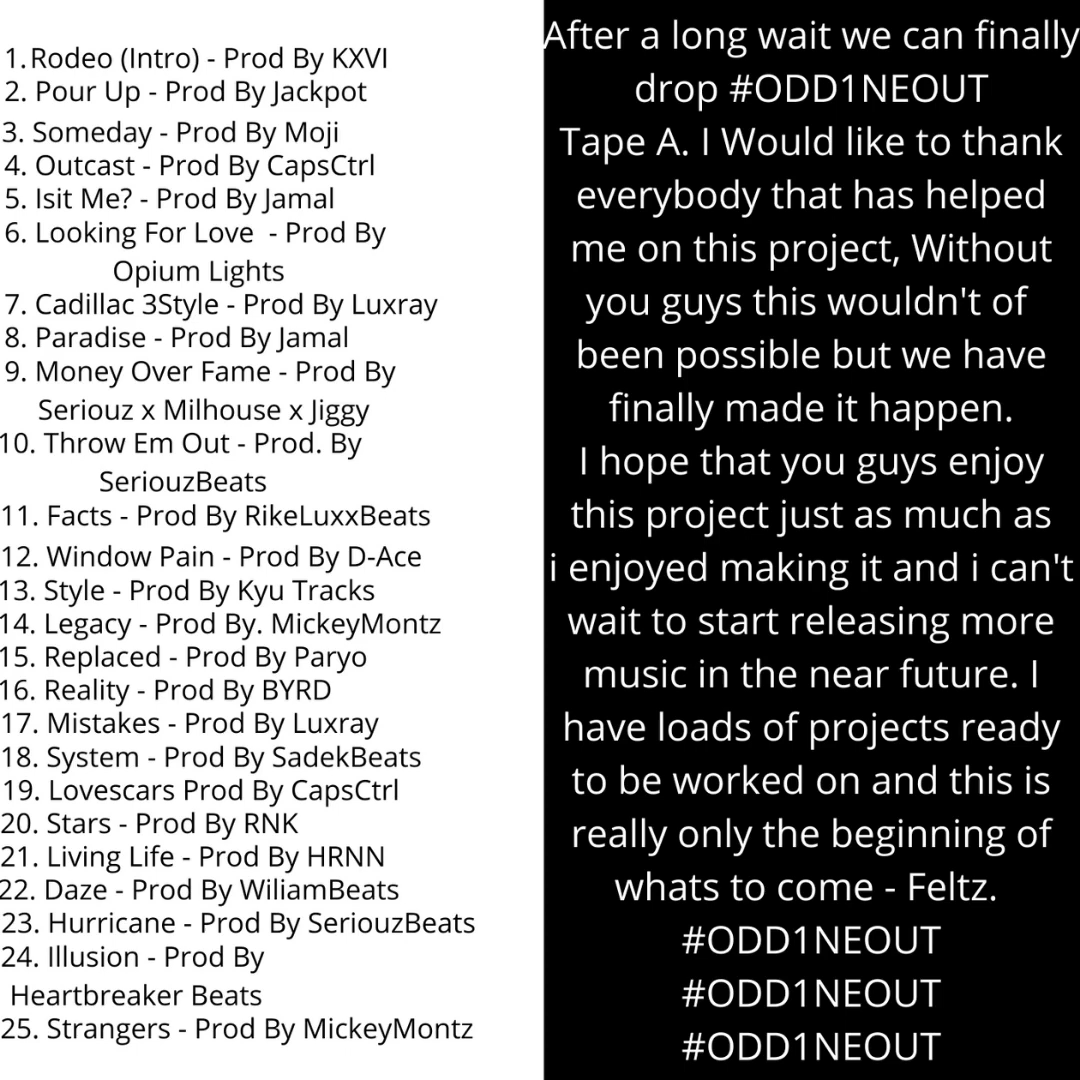 1. Rodeo (Intro) - Prod By KXVI
2. Pour Up - Prod By Jackpot
3. Someday - Prod By Moji
4. Outcast - Prod By CapsCtrl
5. Isit Me? - Prod By Jamal
6. Looking For Love - Prod By
Opium Lights
7. Cadillac 3Style - Prod By Luxray
8. Paradise - Prod By Jamal
9. Money Over Fame - Prod By
Seriouz x Milhouse x Jiggy
10. Throw Em Out - Prod. By
SeriouzBeats
11. Facts - Prod By RikeLuxxBeats
12. Window Pain - Prod By D-Ace
13. Style - Prod By Kyu Tracks
14. Legacy - Prod By. MickeyMontz
15. Replaced - Prod By Paryo
16. Reality - Prod By BYRD
17. Mistakes - Prod By Luxray
18. System - Prod By SadekBeats
19. Lovescars Prod By CapsCtrl
20. Stars - Prod By RNK
21. Living Life - Prod By HRNN
22. Daze - Prod By WiliamBeats
23. Hurricane - Prod By SeriouzBeats
24. Illusion - Prod By
Heartbreaker Beats
25. Strangers - Prod By MickeyMontz
After a long wait we can finally
drop #ODD1NEOUT
Tape A. I Would like to thank
everybody that has helped
me on this project, Without
you guys this wouldn't of
been possible but we have
finally made it happen.
I hope that you guys enjoy
this project just as much as
i enjoyed making it and i can't
wait to start releasing more
music in the near future. I
have loads of projects ready
to be worked on and this is
really only the beginning of
whats to come - Feltz.
#ODD1NEOUT
#ODD1NEOUT
#ODD1NEOUT